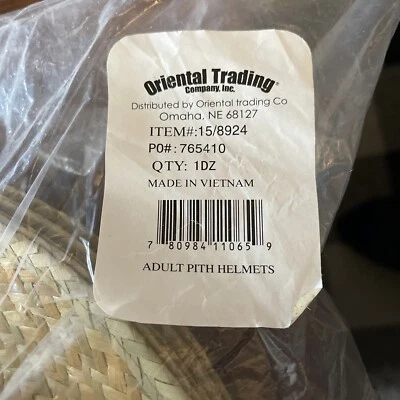 Oriental Trading®
Company, Inc.
Distributed by Oriental trading Co
Omaha, NE 68127
ITEM#:15/8924
PO#: 765410
QTY: 1DZ
MADE IN VIETNAM
7 80984 11065 9
ADULT PITH HELMETS